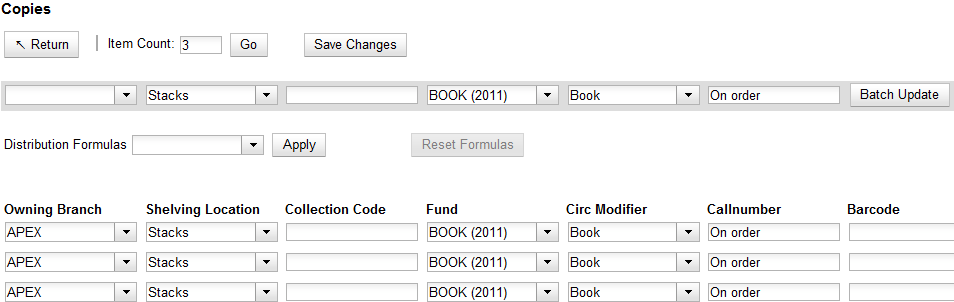 Copies
Return | Item Count: 3 Go Save Changes
Stacks BOOK (2011) Book On order Batch Update
Distribution Formulas Apply Reset Formulas
Owning Branch Shelving Location Collection Code Fund Circ Modifier Callnumber Barcode
APEX Stacks BOOK (2011) Book On order
APEX Stacks BOOK (2011) Book On order
APEX Stacks BOOK (2011) Book On order